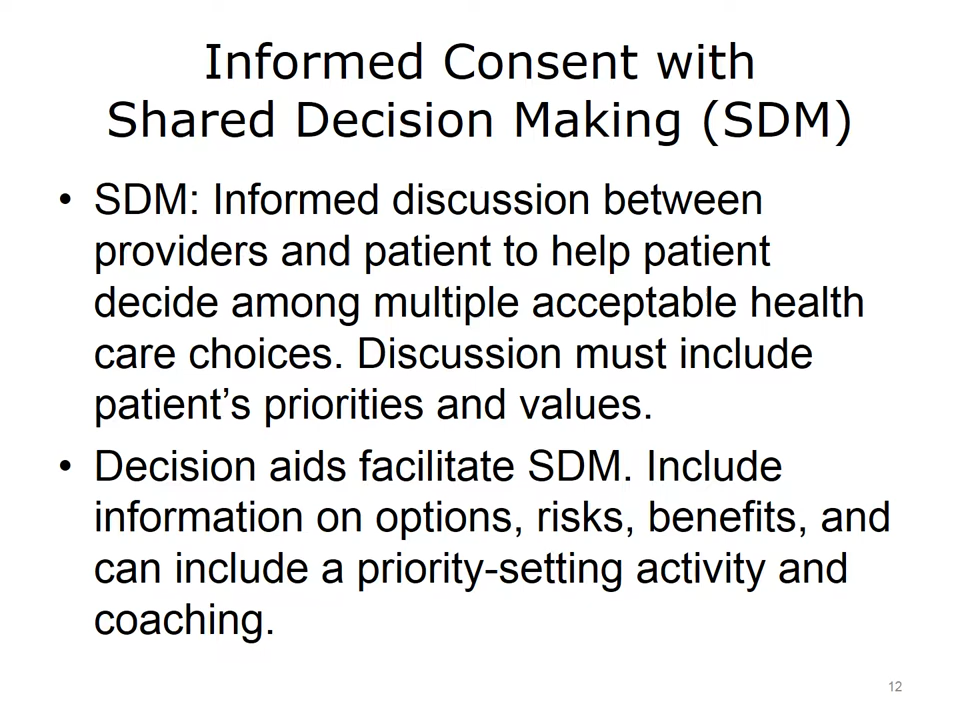 Informed Consent with
Shared Decision Making (SDM)
• SDM: Informed discussion between
providers and patient to help patient
decide among multiple acceptable health
care choices. Discussion must include
patient’s priorities and values.
• Decision aids facilitate SDM. Include
information on options, risks, benefits, and
can include a priority-setting activity and
coaching.
12